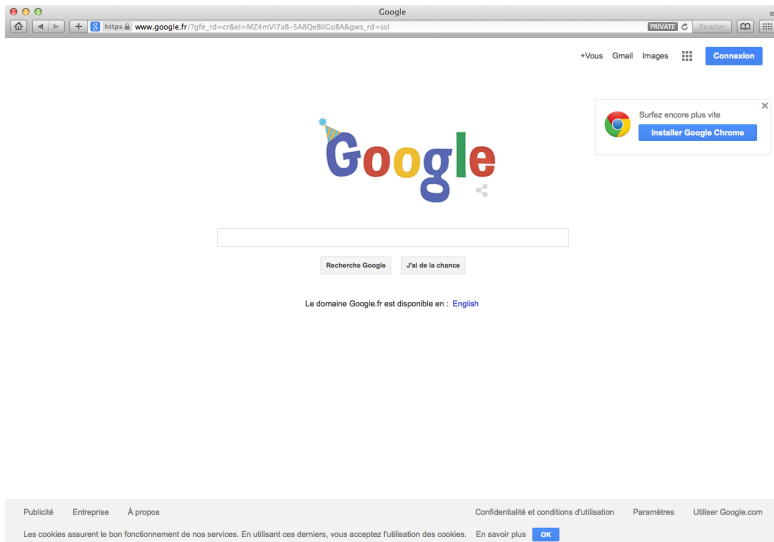 Google
https www.google.fr/?gfe_rd=cr&ei=MZ4mVI7aB-SA8QeBiIGoBA&gws_rd=ssl PRIVATE Reader
+Vous Gmail Images Connexion
Surfez encore plus vite
Installer Google Chrome
Google
Recherche Google J'ai de la chance
Le domaine Google.fr est disponible en : English
Publicité Entreprise À propos Confidentialité et conditions d'utilisation Paramètres Utiliser Google.com
Les cookies assurent le bon fonctionnement de nos services. En utilisant ces derniers, vous acceptez l'utilisation des cookies. En savoir plus OK